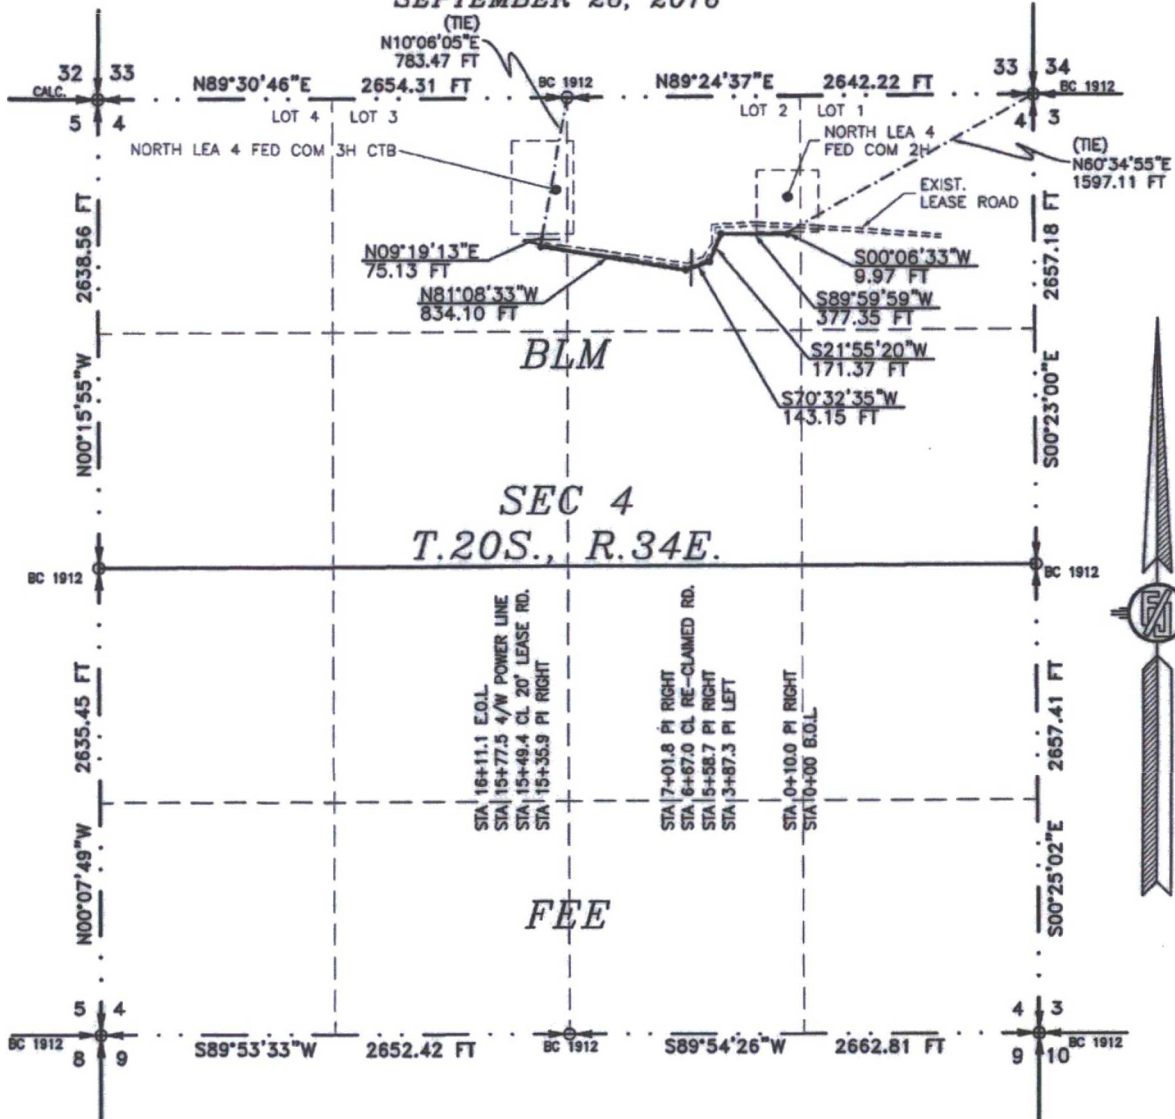 (TIE)
N10°06'05"E
783.47 FT
32 33
33 34
CALC.
N89°30'46"E 2654.31 FT
BC 1912
N89°24'37"E 2642.22 FT
BC 1912
5 4
LOT 4 LOT 3
LOT 2 LOT 1
4 3
NORTH LEA 4 FED COM 3H CTB
NORTH LEA 4
FED COM 2H
(TIE)
N60°34'55"E
1597.11 FT
EXIST.
LEASE ROAD
2638.56 FT
2657.18 FT
N09°19'13"E
75.13 FT
S00°06'33"W
9.97 FT
N81°08'33"W
834.10 FT
S89°59'59"W
377.35 FT
BLM
S21°55'20"W
171.37 FT
S70°32'35"W
143.15 FT
N00°15'55"W
S00°23'00"E
SEC 4
T.20S., R.34E.
BC 1912
BC 1912
STA 16+11.1 E.O.L.
STA 15+77.5 4/W POWER LINE
STA 15+49.4 CL 20' LEASE RD.
STA 15+35.9 PI RIGHT
STA 7+01.8 PI RIGHT
STA 6+67.0 CL RE-CLAIMED RD.
STA 5+58.7 PI RIGHT
STA 3+87.3 PI LEFT
STA 0+10.0 PI RIGHT
STA 0+00 B.O.L.
2635.45 FT
2657.41 FT
N00°07'49"W
S00°25'02"E
FEE
5 4
4 3
BC 1912
8 9
S89°53'33"W 2652.42 FT
BC 1912
S89°54'26"W 2662.81 FT
9 10
BC 1912